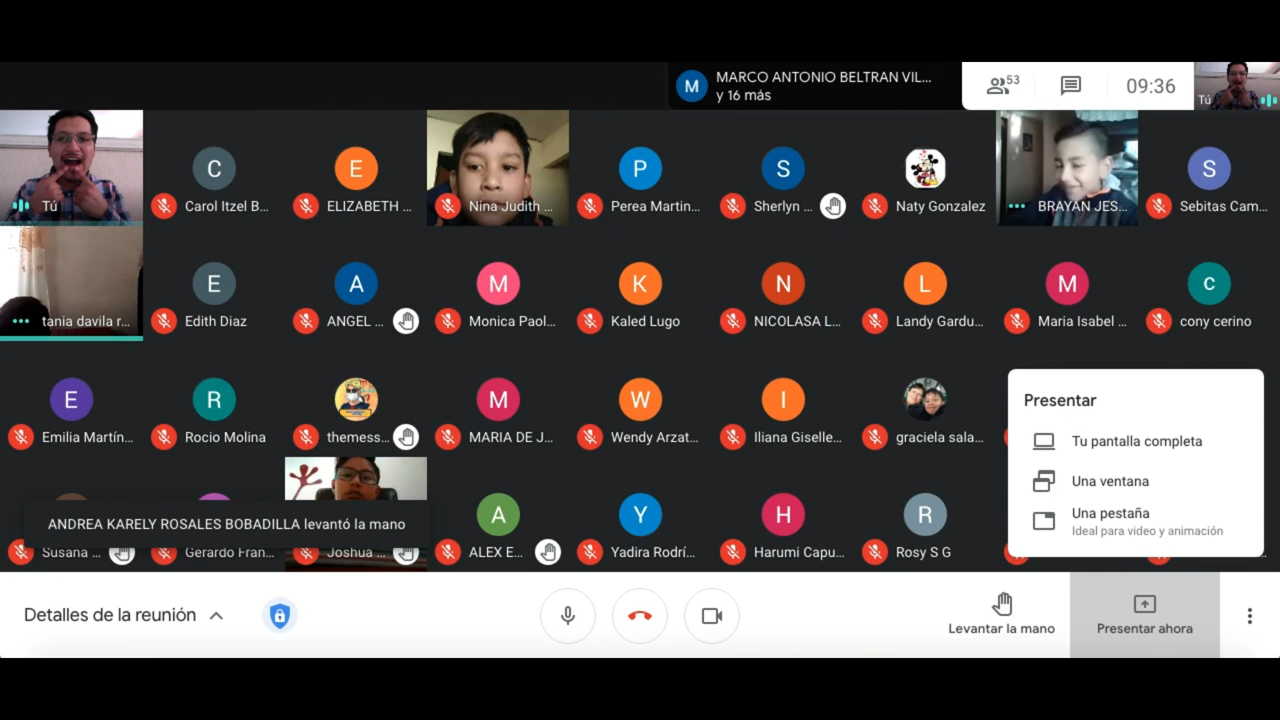 MARCO ANTONIO BELTRAN VIL...
y 16 más
M
53
09:36
Tú
Tú
C
Carol Itzel B...
E
ELIZABETH ...
Nina Judith ...
P
Perea Martin...
S
Sherlyn ...
Naty Gonzalez
BRAYAN JES...
S
Sebitas Cam...
tania davila r...
E
Edith Diaz
A
ANGEL ...
M
Monica Paol...
K
Kaled Lugo
N
NICOLASA L...
L
Landy Gardu...
M
Maria Isabel ...
c
cony cerino
E
Emilia Martín...
R
Rocio Molina
themess...
M
MARIA DE J...
W
Wendy Arzat...
I
Iliana Giselle...
graciela sala...
Presentar
Tu pantalla completa
Una ventana
Una pestaña
Ideal para video y animación
ANDREA KARELY ROSALES BOBADILLA levantó la mano
Susana ...
Gerardo Fran...
Joshua ...
A
ALEX E...
Y
Yadira Rodrí...
H
Harumi Capu...
R
Rosy S G
Detalles de la reunión
Levantar la mano
Presentar ahora